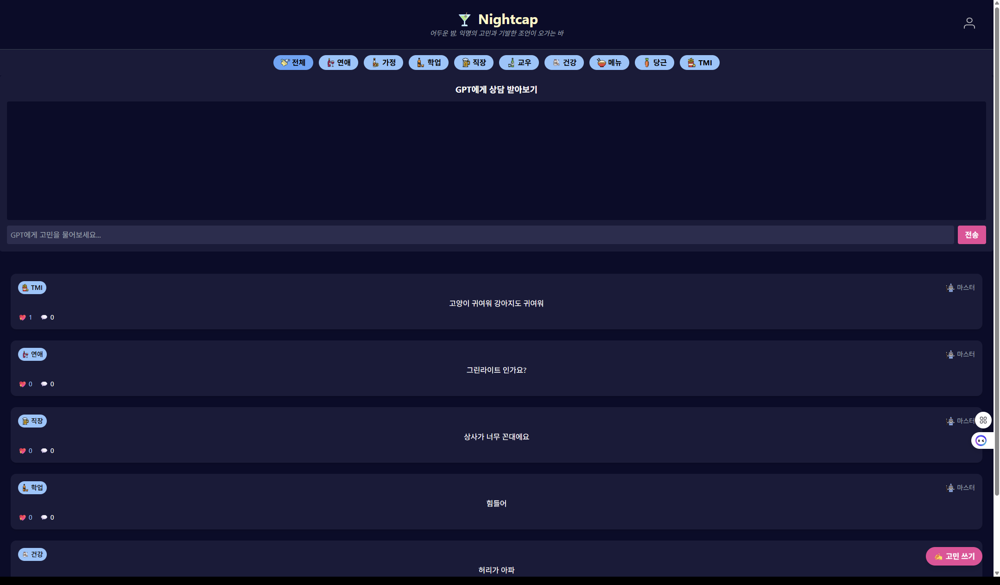 Nightcap
어두운 밤, 익명의 고민과 기발한 조언이 오가는 바
전체 연애 가정 학업 직장 교우 건강 메뉴 당근 TMI
GPT에게 상담 받아보기
GPT에게 고민을 물어보세요...
전송
TMI
마스터
고양이 귀여워 강아지도 귀여워
1 0
연애
마스터
그린라이트 인가요?
0 0
직장
마스터
상사가 너무 꼰대에요
0 0
학업
마스터
힘들어
0 0
건강
허리가 아파
고민 쓰기